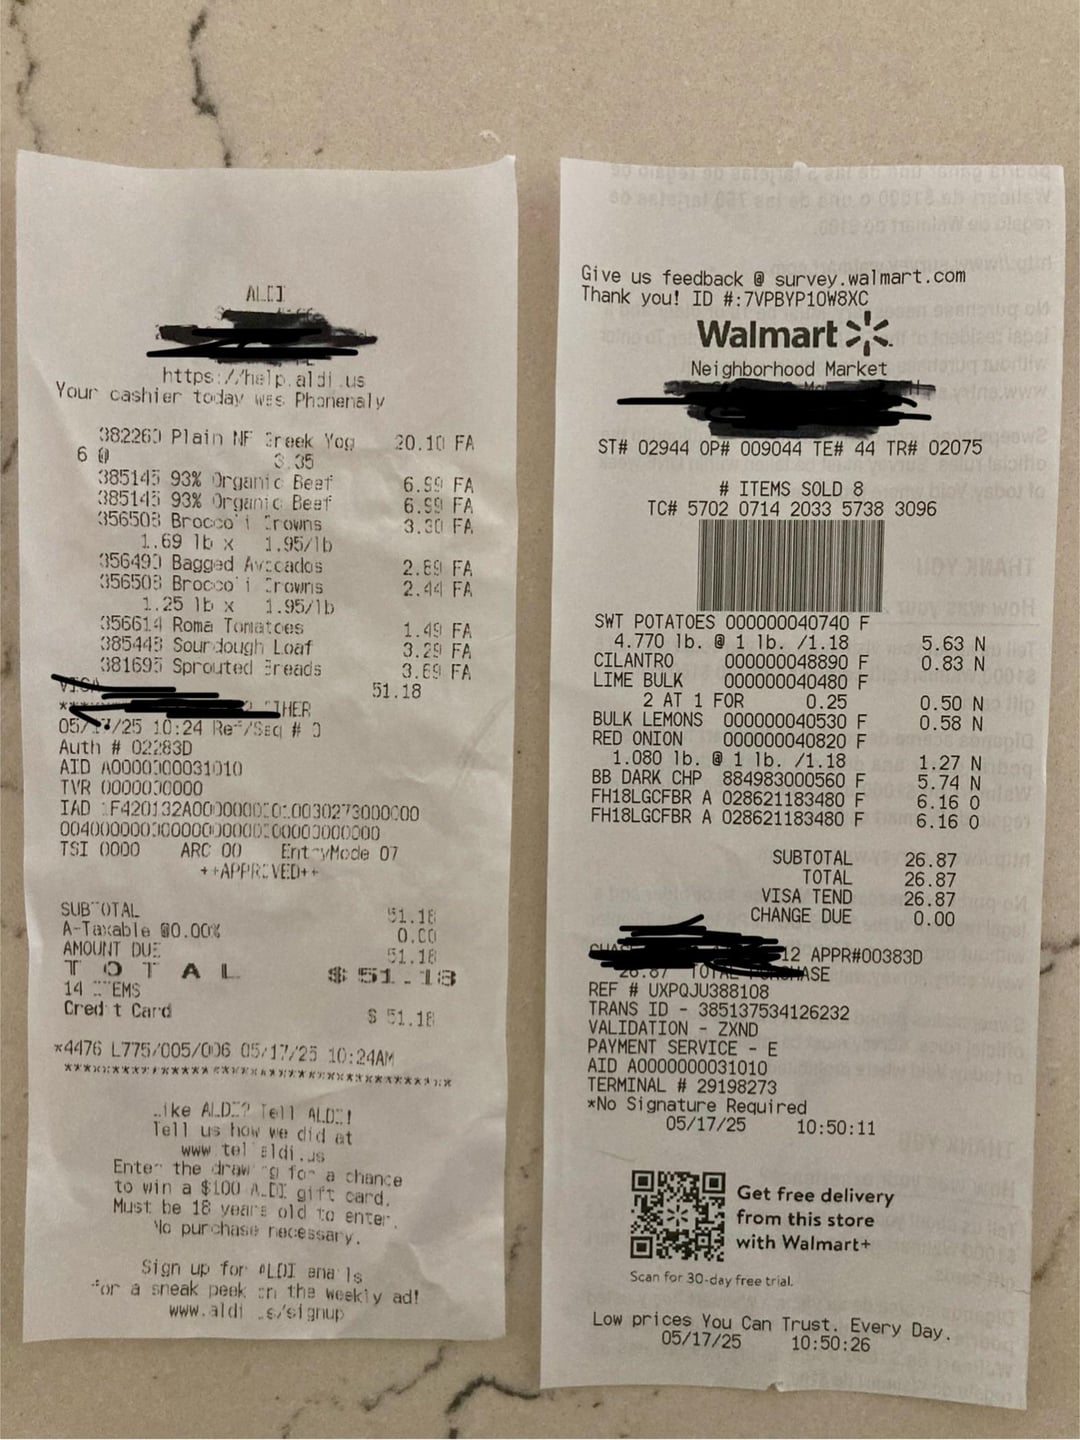 ALDI
https://help.aldi.us
Your cashier today was Phonenaly
382260 Plain NF Greek Yog 20.10 FA
6 @ 3.35
385145 93% Organic Beef 6.99 FA
385145 93% Organic Beef 6.99 FA
356503 Broccoli Crowns 3.30 FA
1.69 lb x 1.95/lb
356490 Bagged Avocados 2.89 FA
356503 Broccoli Crowns 2.44 FA
1.25 lb x 1.95/lb
356614 Roma Tomatoes 1.49 FA
385443 Sourdough Loaf 3.29 FA
381695 Sprouted Breads 3.69 FA
VISA 51.18
05/17/25 10:24 Ref/Seq # 0
Auth # 02283D
AID A0000000031010
TVR 0000000000
TSI 0000 ARC 00 EntryMode 07
++APPROVED++
SUBTOTAL 51.18
A-Taxable @0.00% 0.00
AMOUNT DUE 51.18
TOTAL $51.18
14 ITEMS
Credit Card $ 51.18
*4476 L775/005/006 05/17/25 10:24AM
Like ALDI? Tell ALDI!
Tell us how we did at
www.tellaldi.us
Enter the drawing for a chance
to win a $100 ALDI gift card.
Must be 18 years old to enter.
No purchase necessary.
Sign up for ALDI emails
for a sneak peek on the weekly ad!
www.aldi.us/signup
Give us feedback @ survey.walmart.com
Thank you! ID #:7VPBYP10W8XC
Walmart
Neighborhood Market
ST# 02944 OP# 009044 TE# 44 TR# 02075
# ITEMS SOLD 8
TC# 5702 0714 2033 5738 3096
SWT POTATOES 000000040740 F
4.770 lb. @ 1 lb. /1.18 5.63 N
CILANTRO 000000048890 F 0.83 N
LIME BULK 000000040480 F
2 AT 1 FOR 0.25 0.50 N
BULK LEMONS 000000040530 F 0.58 N
RED ONION 000000040820 F
1.080 lb. @ 1 lb. /1.18 1.27 N
BB DARK CHP 884983000560 F 5.74 N
FH18LGCFBR A 028621183480 F 6.16 O
FH18LGCFBR A 028621183480 F 6.16 O
SUBTOTAL 26.87
TOTAL 26.87
VISA TEND 26.87
CHANGE DUE 0.00
12 APPR#00383D
26.87 TOTAL PURCHASE
REF # UXPQJU388108
TRANS ID - 385137534126232
VALIDATION - ZXND
PAYMENT SERVICE - E
AID A0000000031010
TERMINAL # 29198273
*No Signature Required
05/17/25 10:50:11
Get free delivery
from this store
with Walmart+
Scan for 30-day free trial.
Low prices You Can Trust. Every Day.
05/17/25 10:50:26